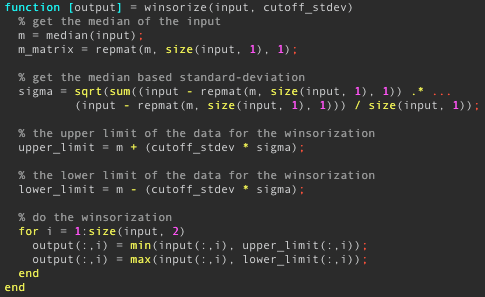 function [output] = winsorize(input, cutoff_stdev)
% get the median of the input
m = median(input);
m_matrix = repmat(m, size(input, 1), 1);
% get the median based standard-deviation
sigma = sqrt(sum((input - repmat(m, size(input, 1), 1)) .* ...
(input - repmat(m, size(input, 1), 1))) / size(input, 1));
% the upper limit of the data for the winsorization
upper_limit = m + (cutoff_stdev * sigma);
% the lower limit of the data for the winsorization
lower_limit = m - (cutoff_stdev * sigma);
% do the winsorization
for i = 1:size(input, 2)
output(:,i) = min(input(:,i), upper_limit(:,i));
output(:,i) = max(input(:,i), lower_limit(:,i));
end
end